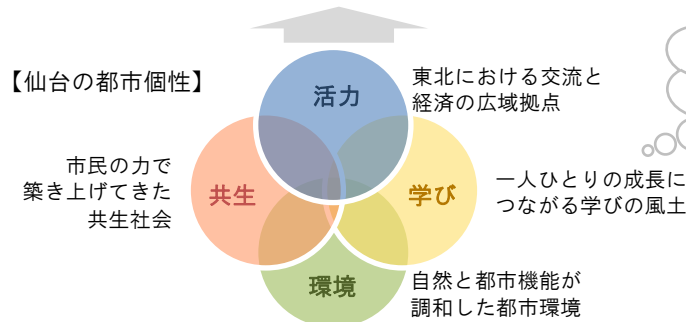 【仙台の都市個性】
活力
東北における交流と
経済の広域拠点
市民の力で
築き上げてきた
共生社会
共生
学び
一人ひとりの成長に
つながる学びの風土
環境
自然と都市機能が
調和した都市環境